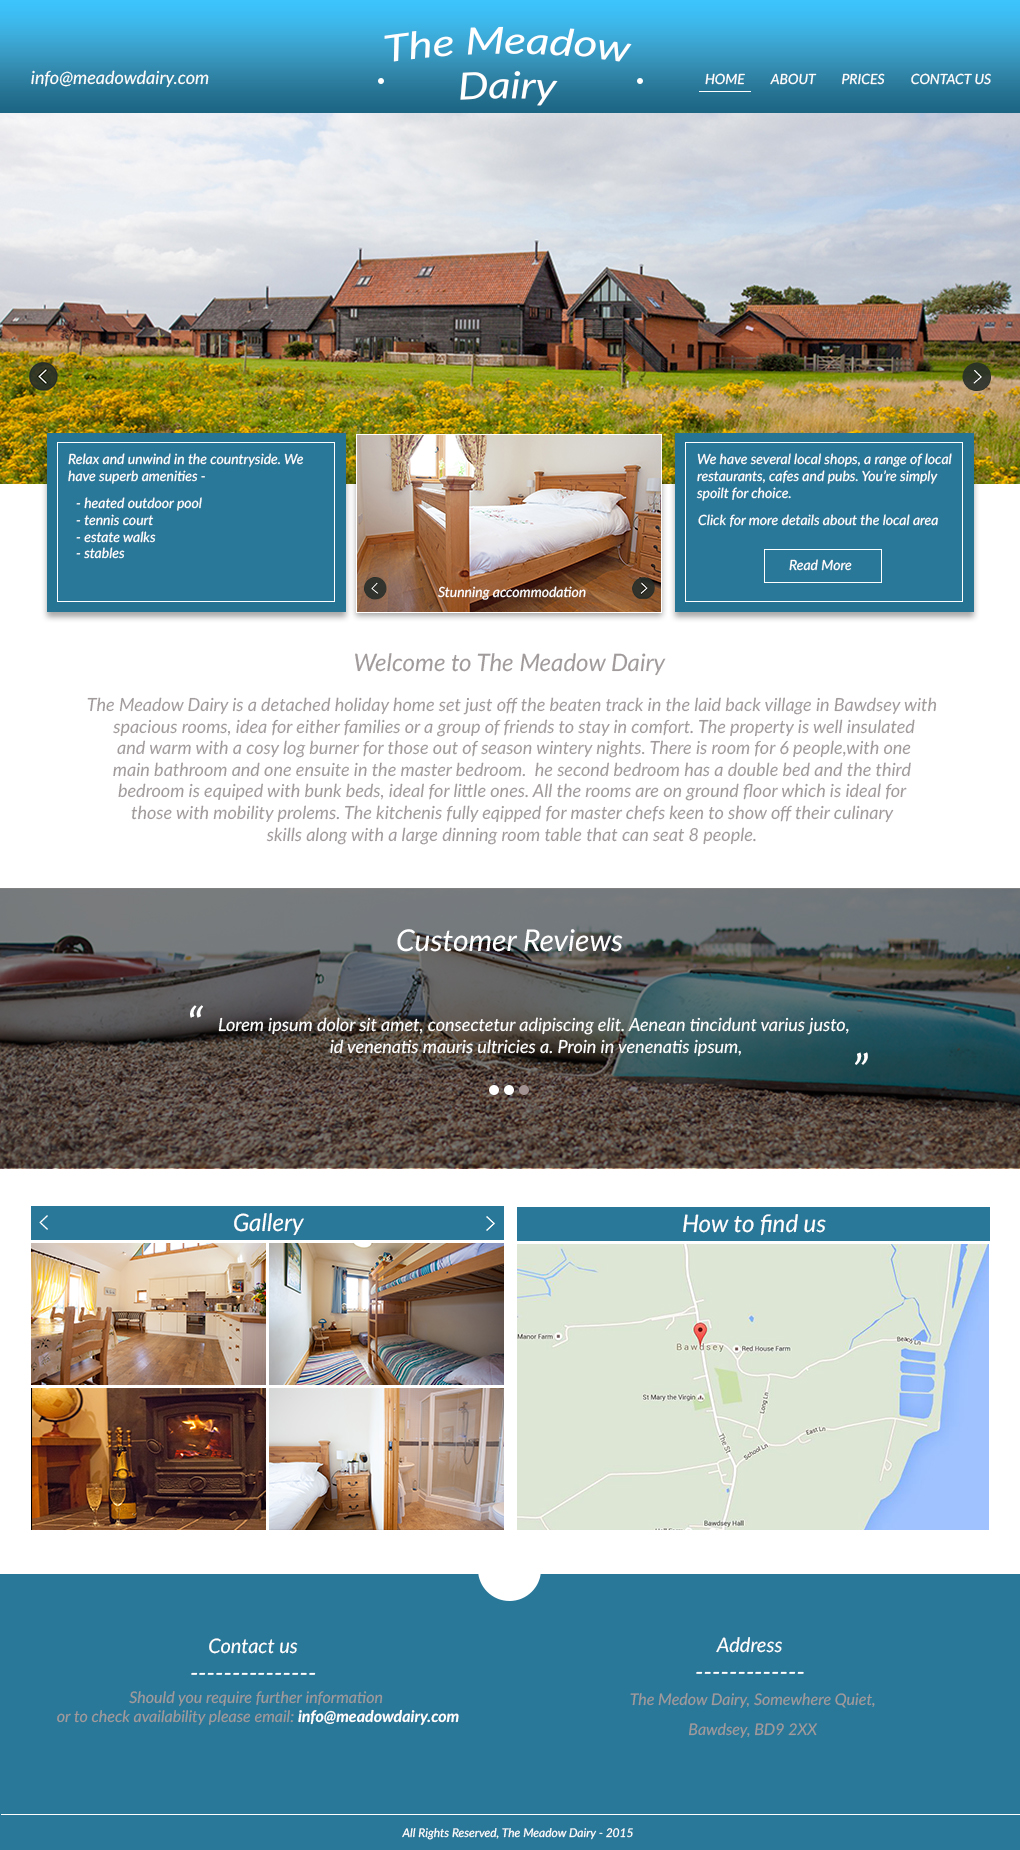 The Meadow
Dairy
info@meadowdairy.com
HOME ABOUT PRICES CONTACT US
Relax and unwind in the countryside. We
have superb amenities -
- heated outdoor pool
- tennis court
- estate walks
- stables
Stunning accommodation
We have several local shops, a range of local
restaurants, cafes and pubs. You're simply
spoilt for choice.
Click for more details about the local area
Read More
Welcome to The Meadow Dairy
The Meadow Dairy is a detached holiday home set just off the beaten track in the laid back village in Bawdsey with
spacious rooms, idea for either families or a group of friends to stay in comfort. The property is well insulated
and warm with a cosy log burner for those out of season wintery nights. There is room for 6 people,with one
main bathroom and one ensuite in the master bedroom.  he second bedroom has a double bed and the third
bedroom is equiped with bunk beds, ideal for little ones. All the rooms are on ground floor which is ideal for
those with mobility prolems. The kitchenis fully eqipped for master chefs keen to show off their culinary
skills along with a large dinning room table that can seat 8 people.
Customer Reviews
“ Lorem ipsum dolor sit amet, consectetur adipiscing elit. Aenean tincidunt varius justo,
id venenatis mauris ultricies a. Proin in venenatis ipsum, ”
Gallery
How to find us
Manor Farm
Bawdsey
Red House Farm
Beacy Ln
St Mary the Virgin
Long Ln
The St
School Ln
East Ln
Bawdsey Hall
Contact us
---------------
Should you require further information
or to check availability please email: info@meadowdairy.com
Address
-------------
The Medow Dairy, Somewhere Quiet,
Bawdsey, BD9 2XX
All Rights Reserved, The Meadow Dairy - 2015